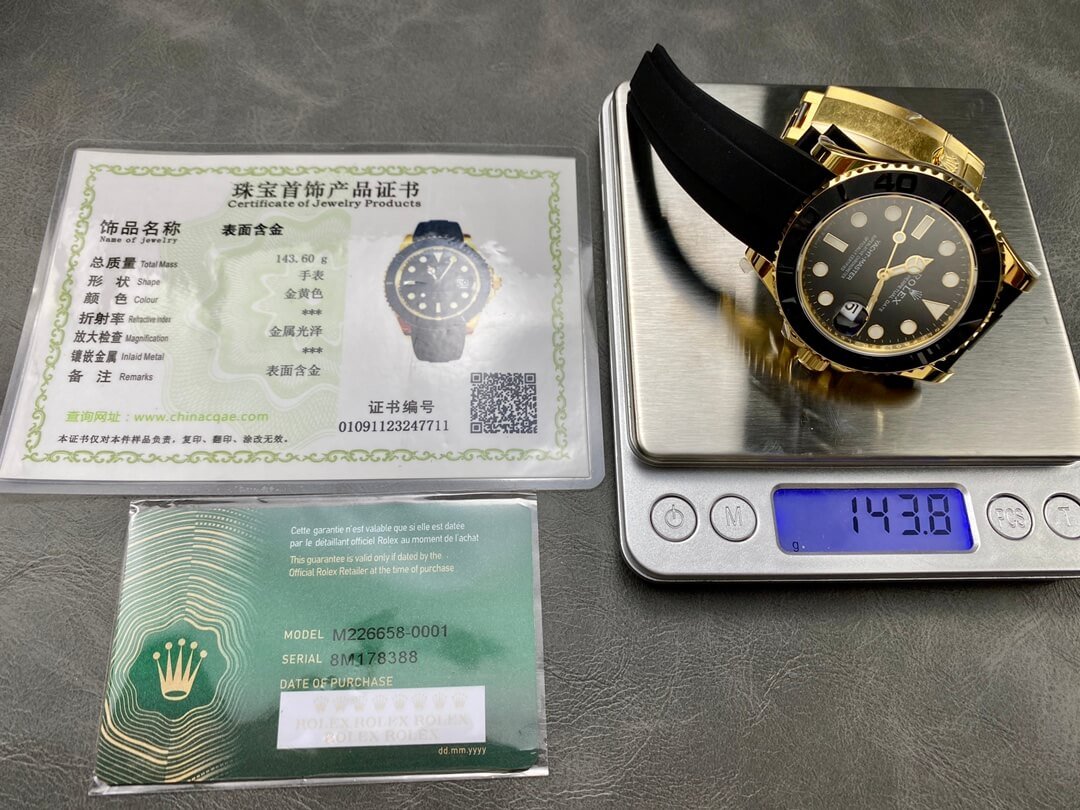 珠宝首饰产品证书
Certificate of Jewelry Products
饰品名称 表面含金
Name of jewelry
总质量 Total Mass 143.60 g
形状 Shape 手表
颜色 Colour 金黄色
折射率 Refractive index ***
放大检查 Magnification 金属光泽
镶嵌金属 Inlaid Metal ***
备注 Remarks 表面含金
查询网址：www.chinacqae.com
证书编号
01091123247711
本证书仅对本件样品负责，复印、翻印、涂改无效。
Cette garantie n'est valable que si elle est datée
par le détaillant officiel Rolex au moment de l'achat
This guarantee is valid only if dated by the
Official Rolex Retailer at the time of purchase
MODEL M226658-0001
SERIAL 8M178388
DATE OF PURCHASE
ROLEX ROLEX ROLEX
ROLEX ROLEX
dd.mm.yyyy
40
ROLEX
YACHT-MASTER
143.8
g
M
PCS
T